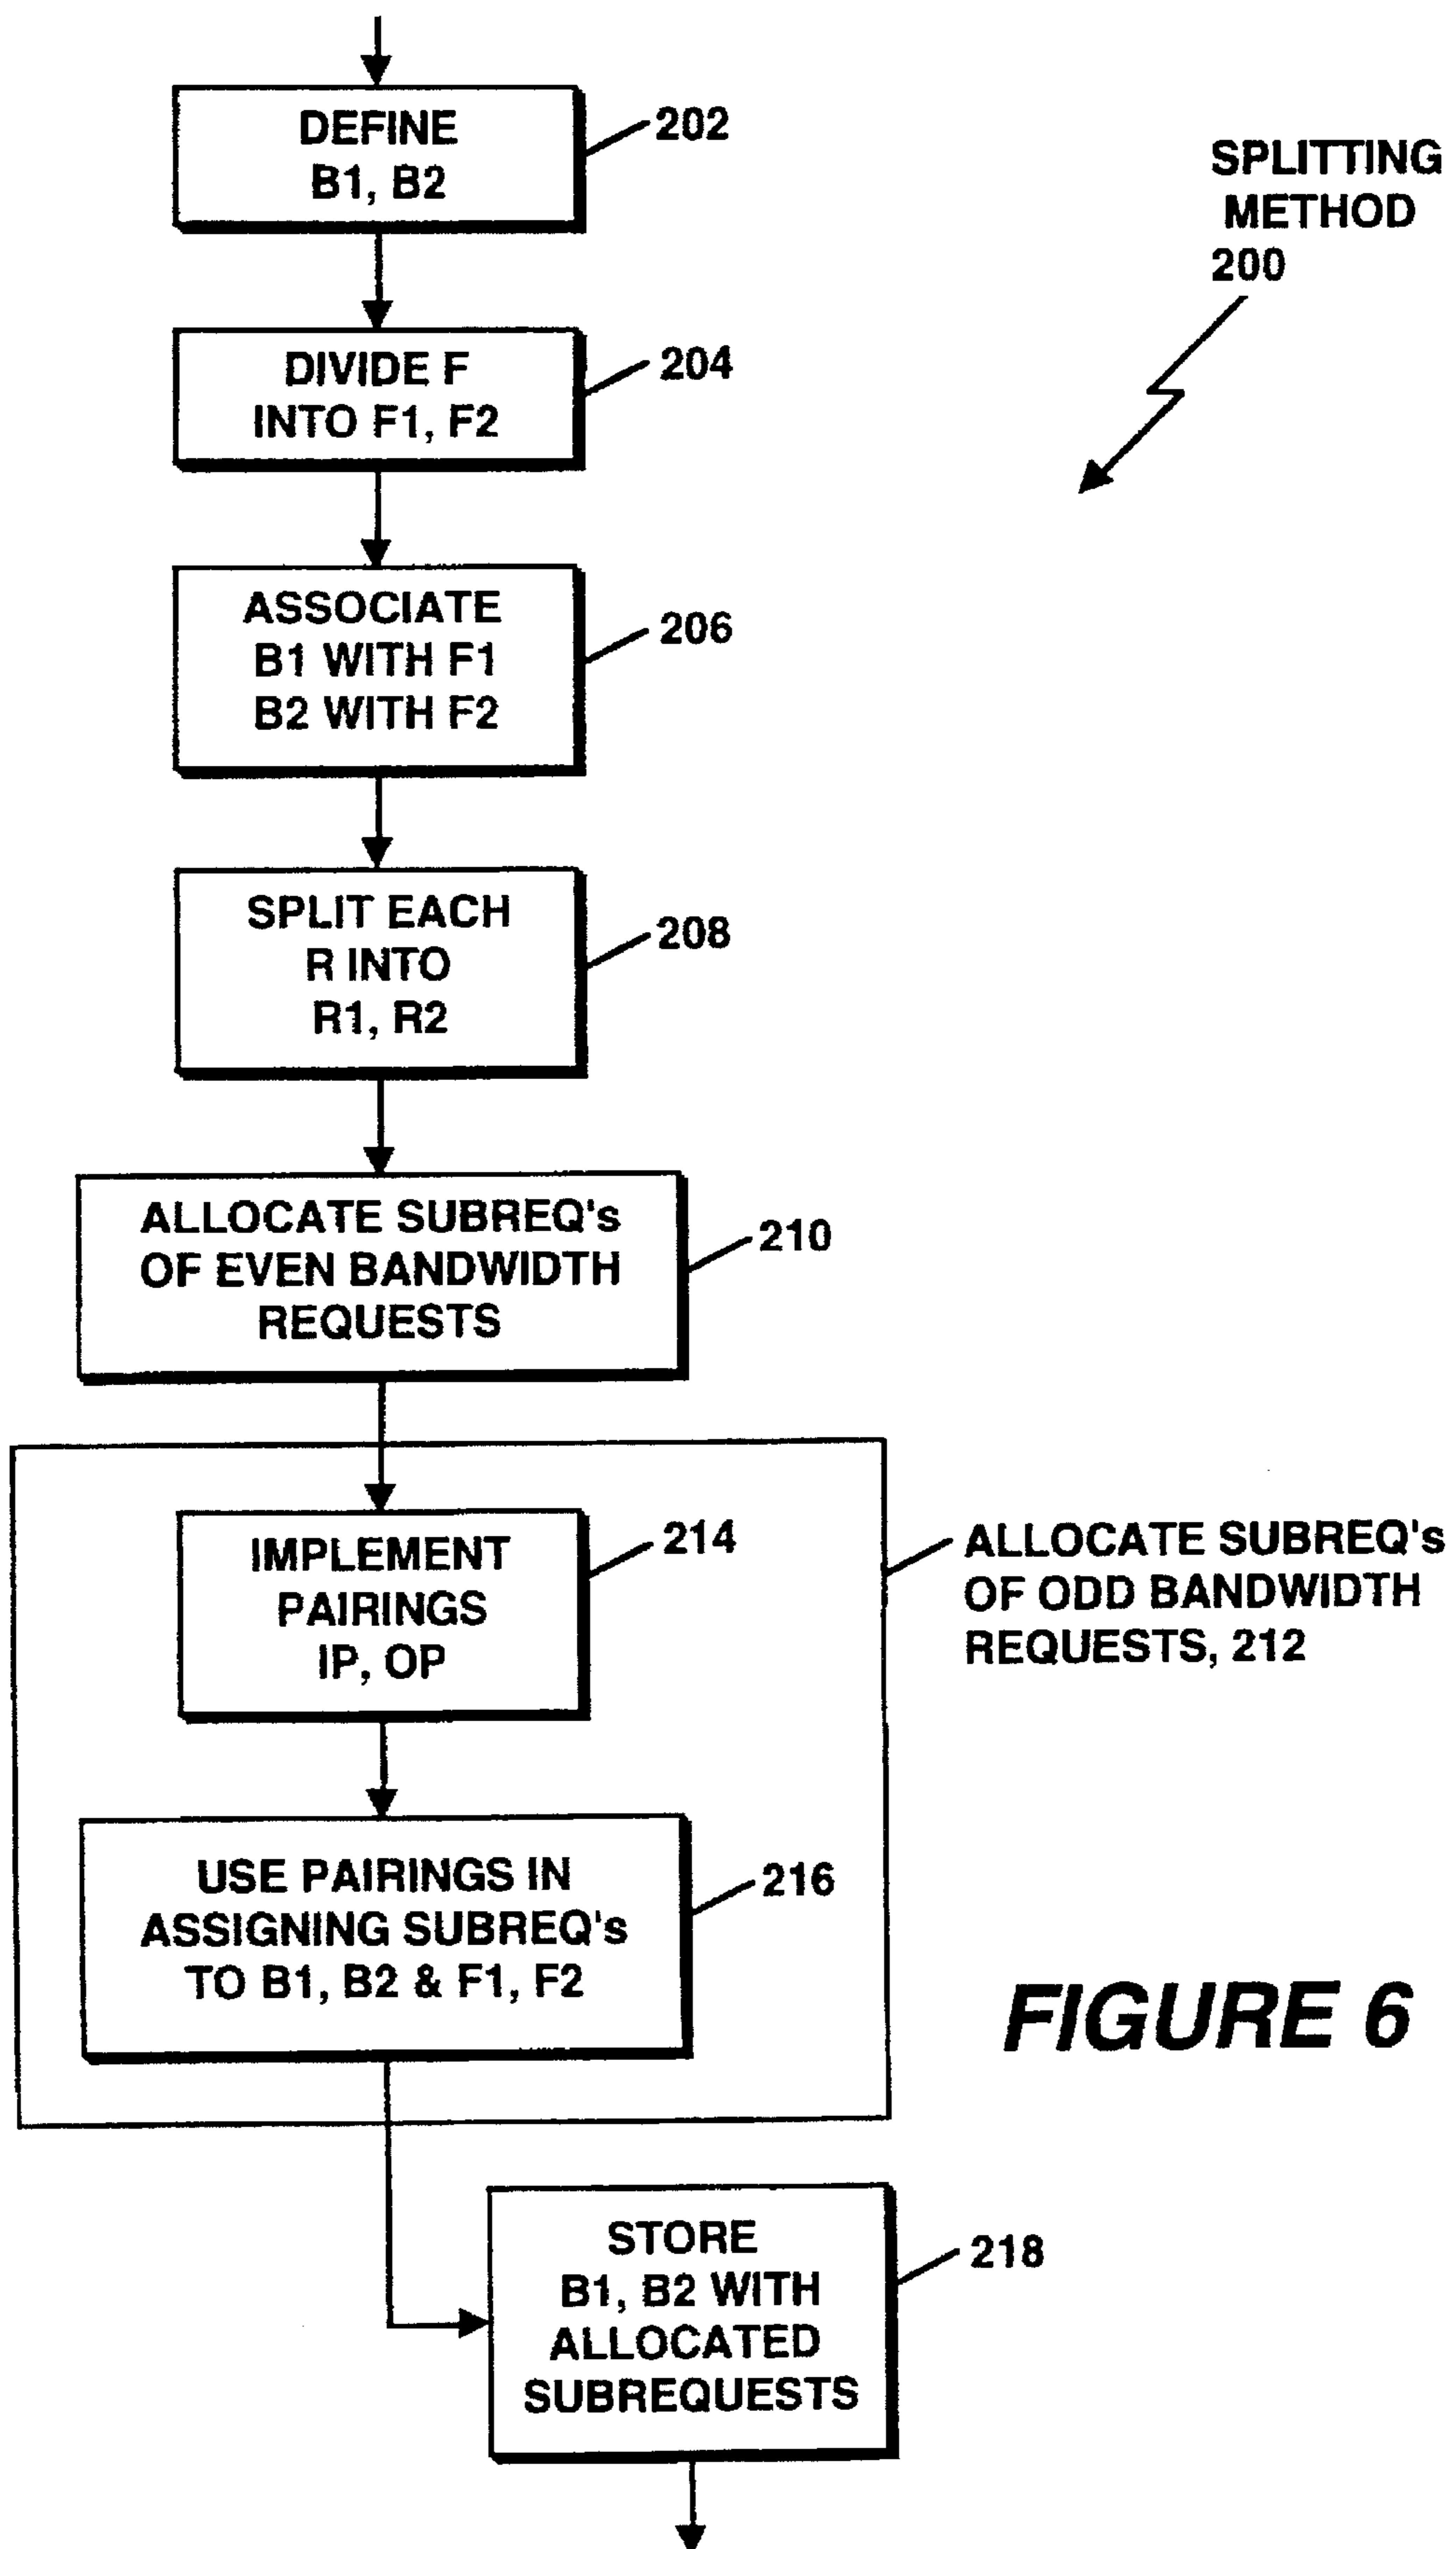 DEFINE
B1, B2
202
SPLITTING
METHOD
200
DIVIDE F
INTO F1, F2
204
ASSOCIATE
B1 WITH F1
B2 WITH F2
206
SPLIT EACH
R INTO
R1, R2
208
ALLOCATE SUBREQ's
OF EVEN BANDWIDTH
REQUESTS
210
IMPLEMENT
PAIRINGS
IP, OP
214
ALLOCATE SUBREQ's
OF ODD BANDWIDTH
REQUESTS, 212
USE PAIRINGS IN
ASSIGNING SUBREQ's
TO B1, B2 & F1, F2
216
FIGURE 6
STORE
B1, B2 WITH
ALLOCATED
SUBREQUESTS
218